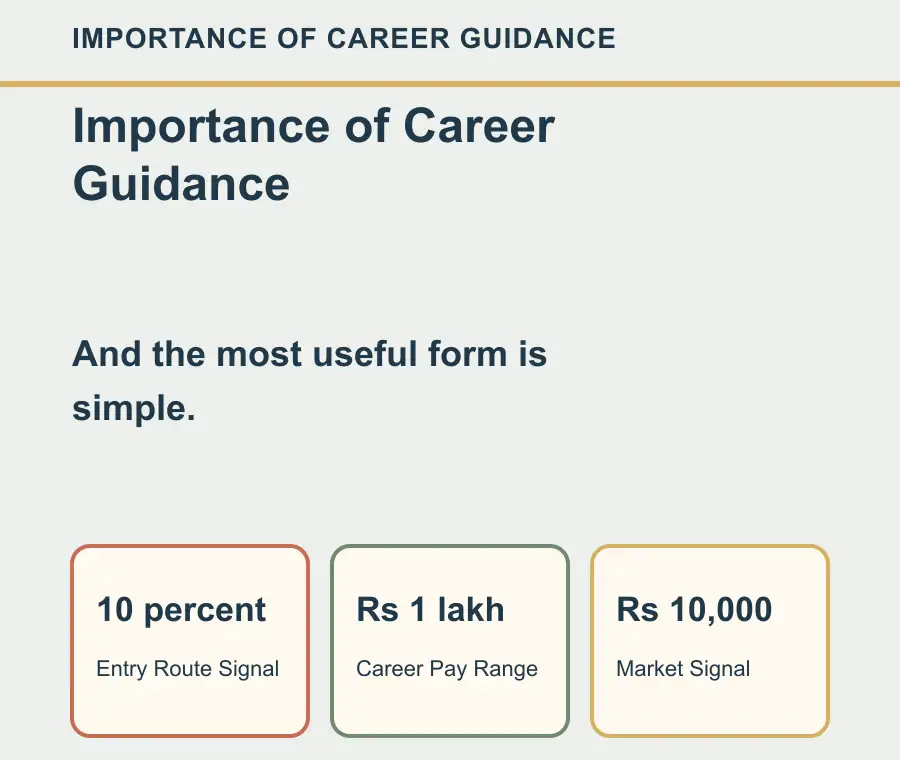 IMPORTANCE OF CAREER GUIDANCE
Importance of Career
Guidance
And the most useful form is
simple.
10 percent
Entry Route Signal
Rs 1 lakh
Career Pay Range
Rs 10,000
Market Signal